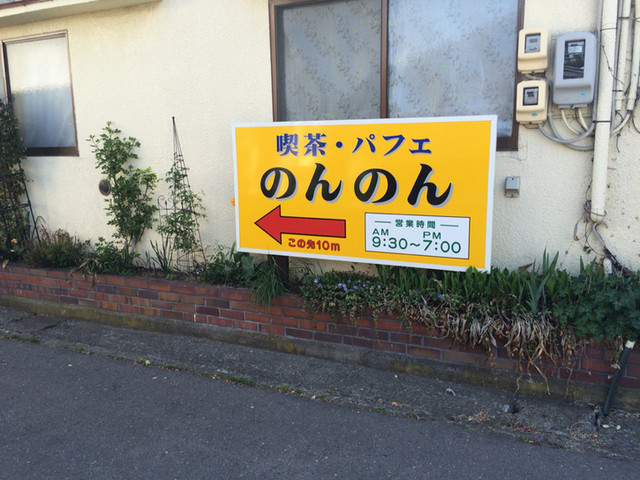 喫茶・パフェ
のんのん
この先10m
営業時間
AM PM
9:30〜7:00